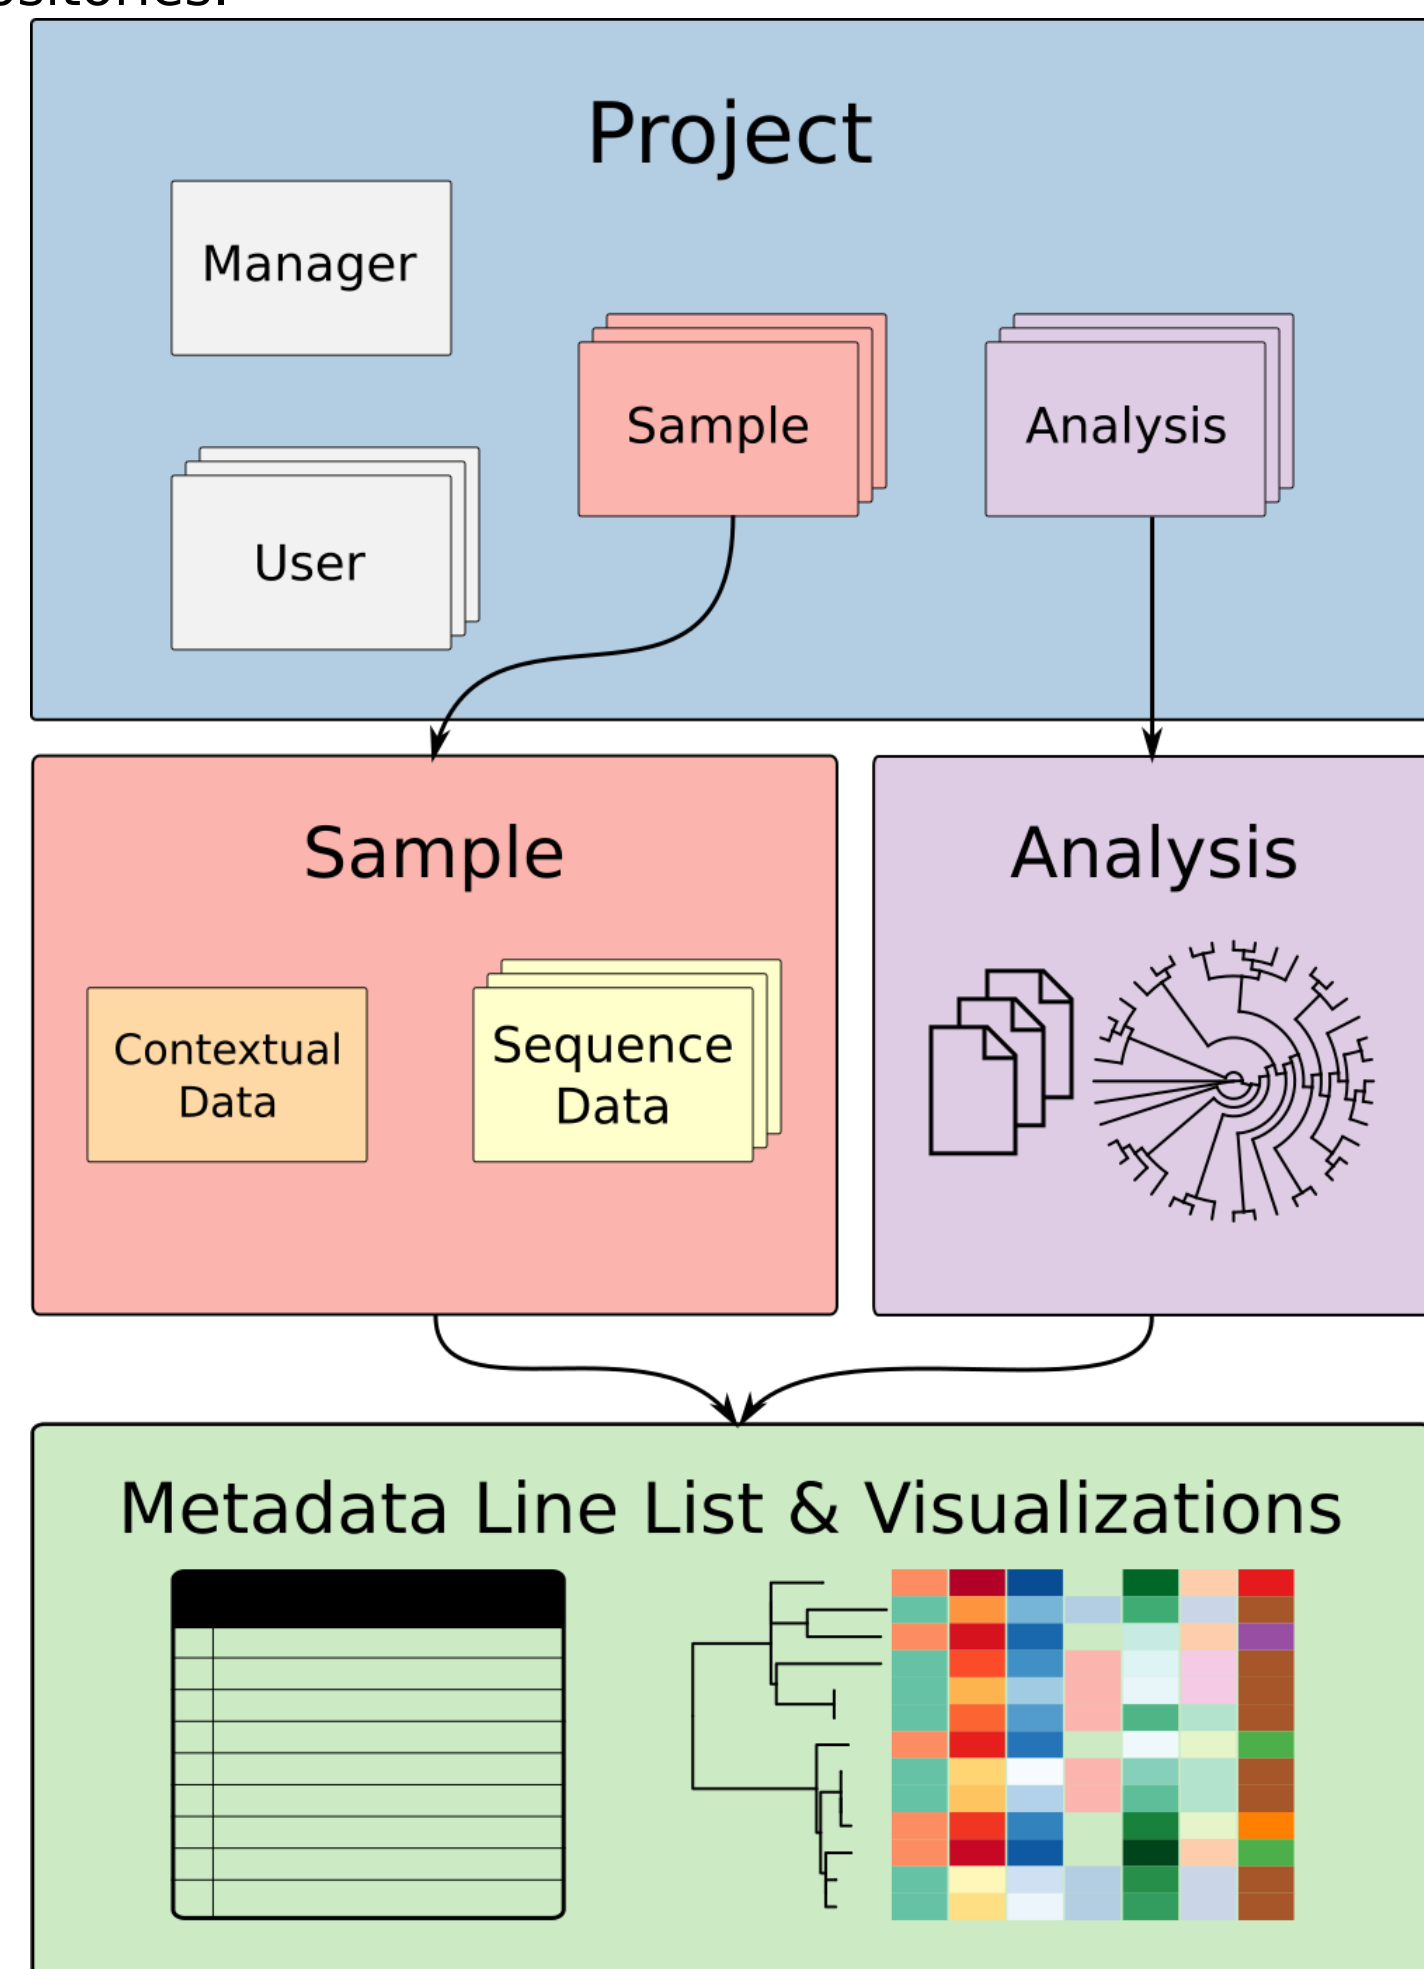 Project
Manager
Sample
Analysis
User
Sample
Analysis
Contextual
Data
Sequence
Data
Metadata Line List & Visualizations